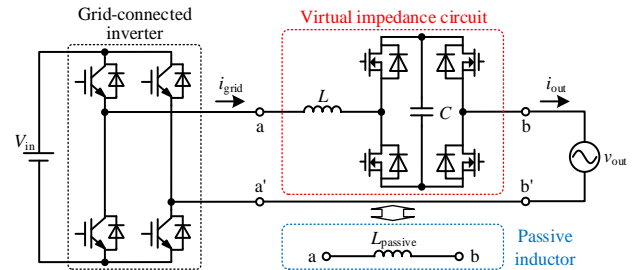 Grid-connected
inverter
Virtual impedance circuit
V_in
i_grid
a
L
C
b
i_out
v_out
a'
b'
L_passive
a
b
Passive
inductor